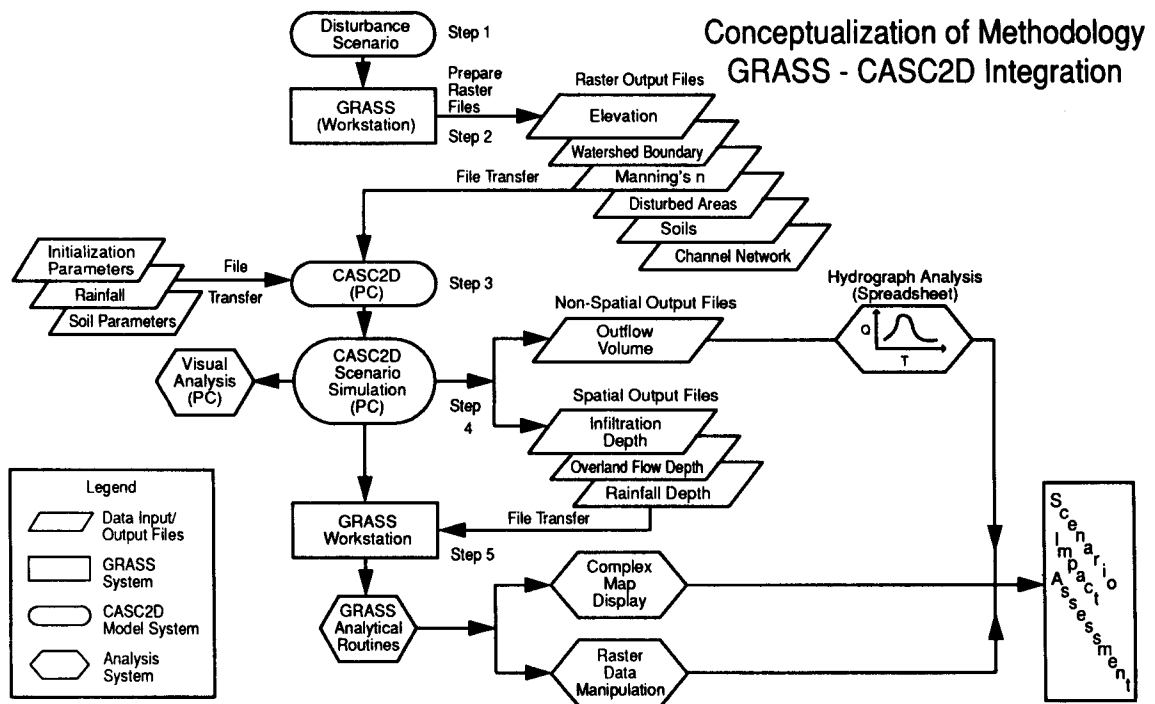 Conceptualization of Methodology
GRASS - CASC2D Integration
Disturbance
Scenario
Step 1
GRASS
(Workstation)
Prepare
Raster
Files
Step 2
Raster Output Files
Elevation
Watershed Boundary
Manning's n
Disturbed Areas
Soils
Channel Network
File Transfer
Initialization
Parameters
Rainfall
Soil Parameters
File
Transfer
CASC2D
(PC)
Step 3
Visual
Analysis
(PC)
CASC2D
Scenario
Simulation
(PC)
Step
4
Non-Spatial Output Files
Outflow
Volume
Hydrograph Analysis
(Spreadsheet)
Q
T
Spatial Output Files
Infiltration
Depth
Overland Flow Depth
Rainfall Depth
File Transfer
GRASS
Workstation
Step 5
GRASS
Analytical
Routines
Complex
Map
Display
Raster
Data
Manipulation
Scenario
Impact
Assessment
Legend
Data Input/
Output Files
GRASS
System
CASC2D
Model System
Analysis
System